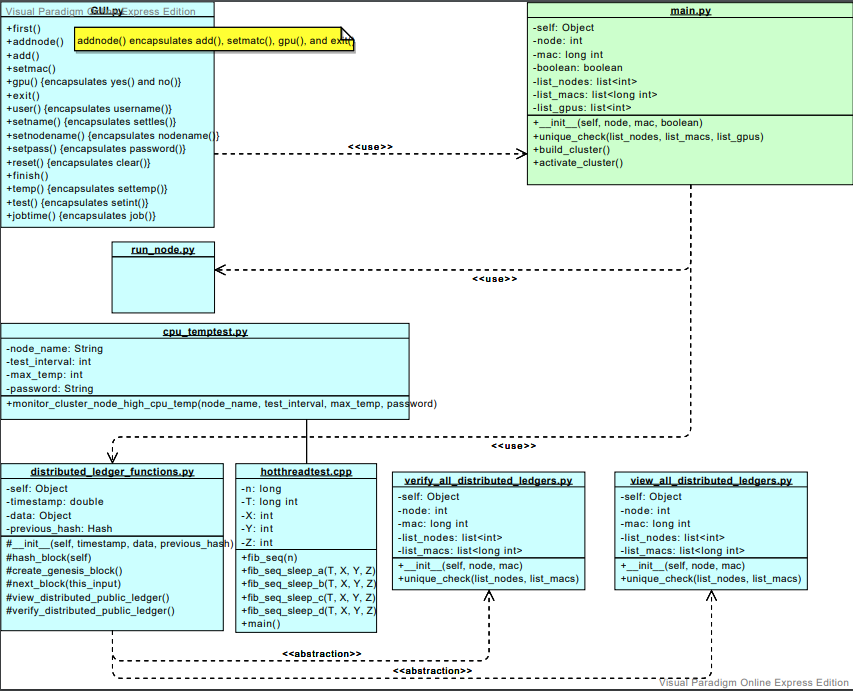 Visual Paradigm Online Express Edition
GUI.py
+first()
+addnode()
+add()
+setmac()
+gpu() {encapsulates yes() and no()}
+exit()
+user() {encapsulates username()}
+setname() {encapsulates settles()}
+setnodename() {encapsulates nodename()}
+setpass() {encapsulates password()}
+reset() {encapsulates clear()}
+finish()
+temp() {encapsulates settemp()}
+test() {encapsulates setint()}
+jobtime() {encapsulates job()}
addnode() encapsulates add(), setmatc(), gpu(), and exit()
<<use>>
main.py
-self: Object
-node: int
-mac: long int
-boolean: boolean
-list_nodes: list<int>
-list_macs: list<long int>
-list_gpus: list<int>
+__init__(self, node, mac, boolean)
+unique_check(list_nodes, list_macs, list_gpus)
+build_cluster()
+activate_cluster()
run_node.py
<<use>>
cpu_temptest.py
-node_name: String
-test_interval: int
-max_temp: int
-password: String
+monitor_cluster_node_high_cpu_temp(node_name, test_interval, max_temp, password)
<<use>>
distributed_ledger_functions.py
-self: Object
-timestamp: double
-data: Object
-previous_hash: Hash
#__init__(self, timestamp, data, previous_hash)
#hash_block(self)
#create_genesis_block()
#next_block(this_input)
#view_distributed_public_ledger()
#verify_distributed_public_ledger()
hotthreadtest.cpp
-n: long
-T: long int
-X: int
-Y: int
-Z: int
+fib_seq(n)
+fib_seq_sleep_a(T, X, Y, Z)
+fib_seq_sleep_b(T, X, Y, Z)
+fib_seq_sleep_c(T, X, Y, Z)
+fib_seq_sleep_d(T, X, Y, Z)
+main()
verify_all_distributed_ledgers.py
-self: Object
-node: int
-mac: long int
-list_nodes: list<int>
-list_macs: list<long int>
+__init__(self, node, mac)
+unique_check(list_nodes, list_macs)
view_all_distributed_ledgers.py
-self: Object
-node: int
-mac: long int
-list_nodes: list<int>
-list_macs: list<long int>
+__init__(self, node, mac)
+unique_check(list_nodes, list_macs)
<<abstraction>>
<<abstraction>>
Visual Paradigm Online Express Edition